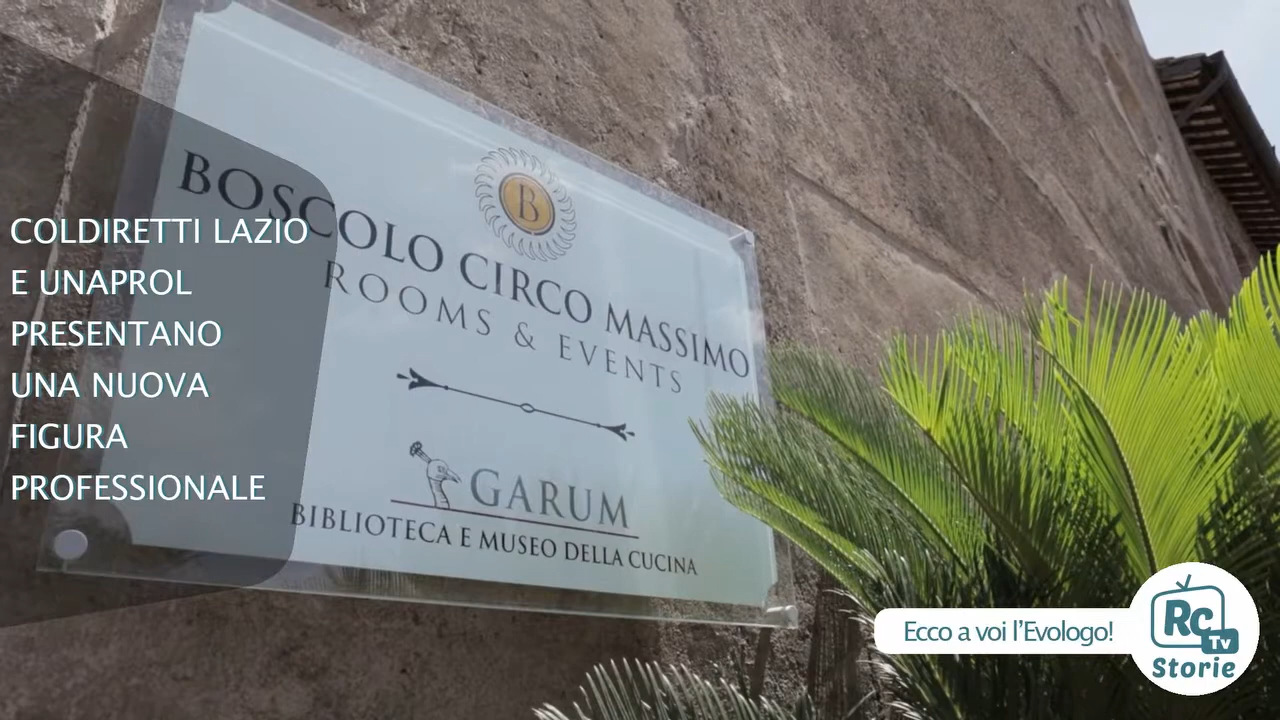 COLDIRETTI LAZIO
E UNAPROL
PRESENTANO
UNA NUOVA
FIGURA
PROFESSIONALE
B
BOSCOLO CIRCO MASSIMO
ROOMS & EVENTS
GARUM
BIBLIOTECA E MUSEO DELLA CUCINA
Ecco a voi l'Evologo!
Rc
Tv
Storie